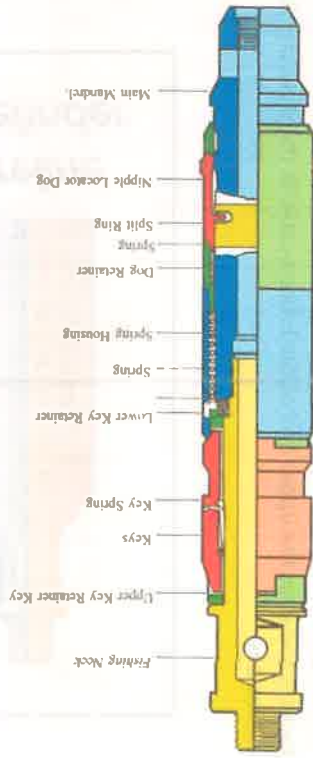 Fishing Neck
Upper Key Retainer Key
Keys
Key Spring
Lower Key Retainer
Spring
Spring Housing
Dog Retainer
Spring
Split Ring
Nipple Locator Dog
Main Mandrel.